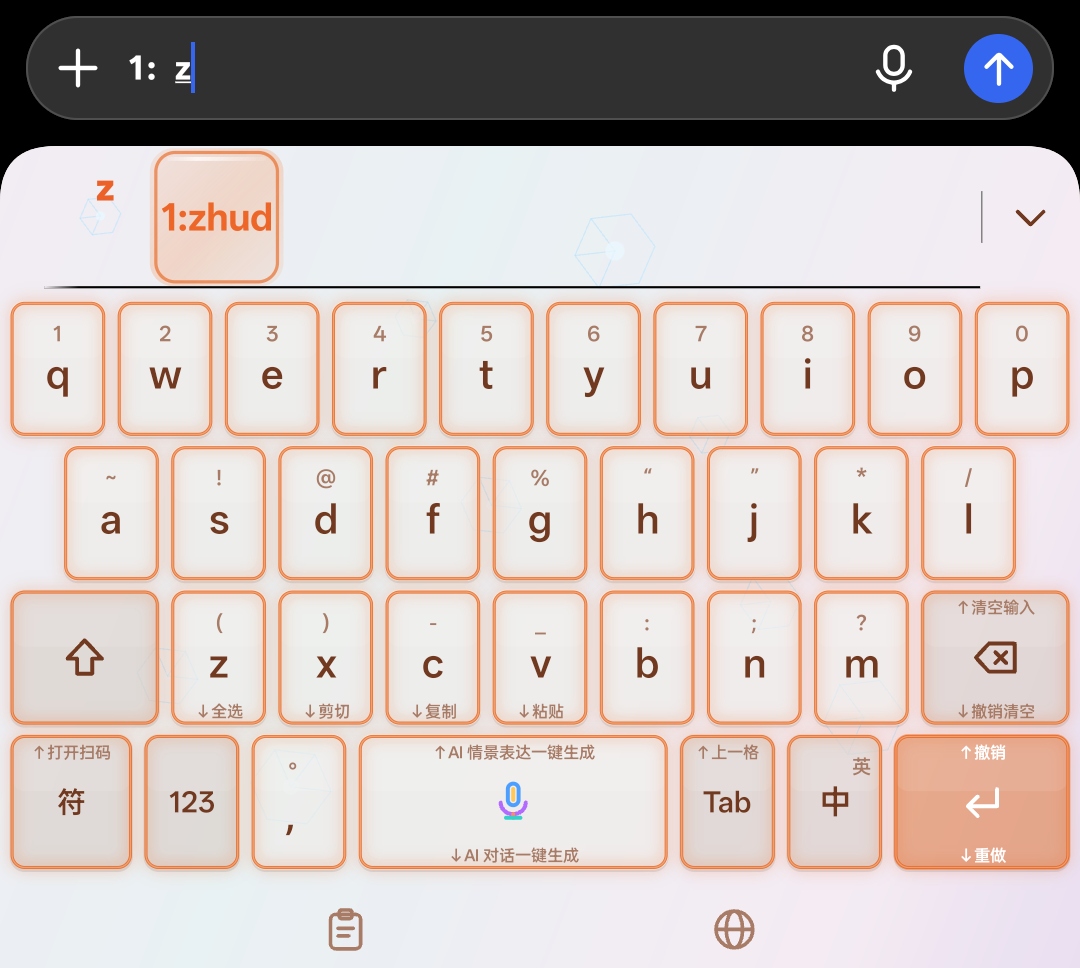 1: z
z
1:zhud
1 2 3 4 5 6 7 8 9 0
q w e r t y u i o p
~ ! @ # % “ ” * /
a s d f g h j k l
( ) - _ : ; ? ↑清空输入
z x c v b n m
↓全选 ↓剪切 ↓复制 ↓粘贴 ↓撤销清空
↑打开扫码 ↑AI 情景表达一键生成 ↑上一格 英 ↑撤销
符 123 。 , Tab 中
↓AI 对话一键生成 ↓重做